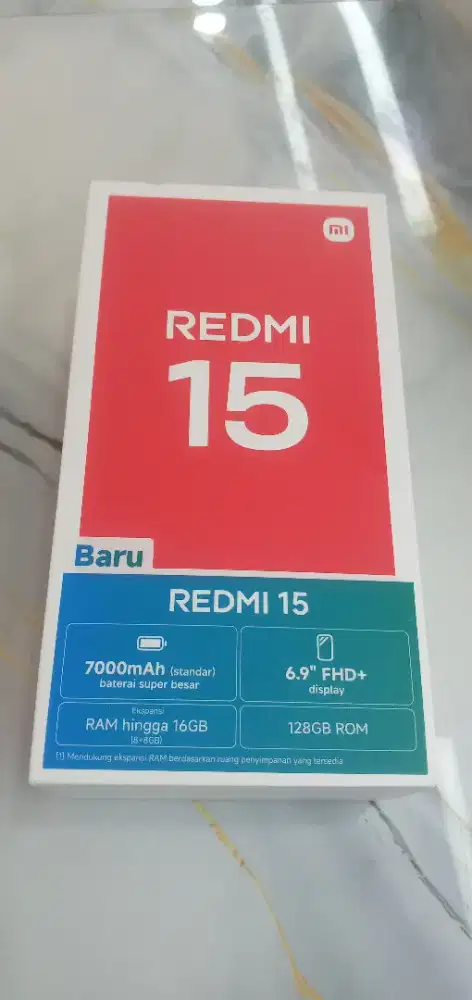 mi
REDMI
15
Baru
REDMI 15
7000mAh (standar)
baterai super besar
6.9" FHD+
display
Ekspansi
RAM hingga 16GB
(8+8GB)
128GB ROM
[1] Mendukung ekspansi RAM berdasarkan ruang penyimpanan yang tersedia